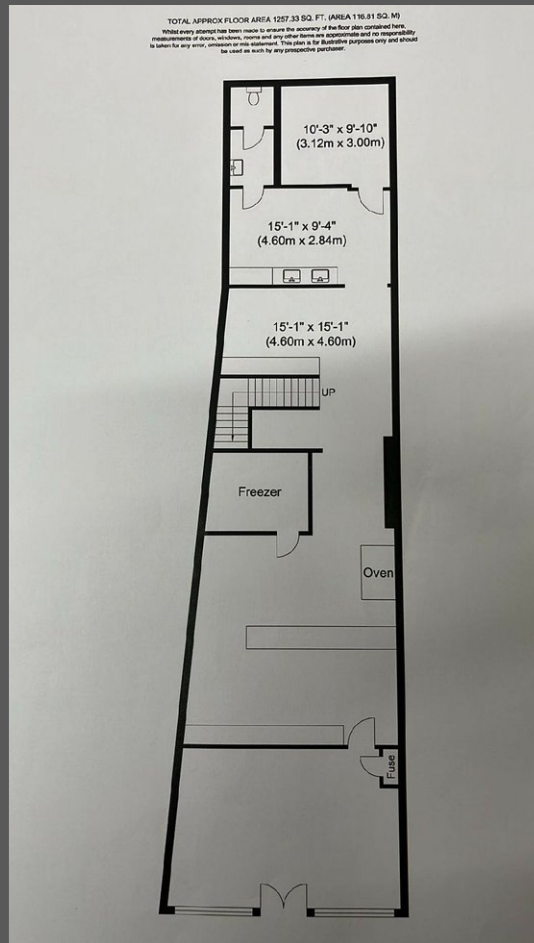 TOTAL APPROX FLOOR AREA 1257.33 SQ. FT. (AREA 116.81 SQ. M)
Whilst every attempt has been made to ensure the accuracy of the floor plan contained here,
measurements of doors, windows, rooms and any other items are approximate and no responsibility
is taken for any error, omission or mis-statement. This plan is for illustrative purposes only and should
be used as such by any prospective purchaser.
10'-3" x 9'-10"
(3.12m x 3.00m)
15'-1" x 9'-4"
(4.60m x 2.84m)
15'-1" x 15'-1"
(4.60m x 4.60m)
UP
Freezer
Oven
Fuse